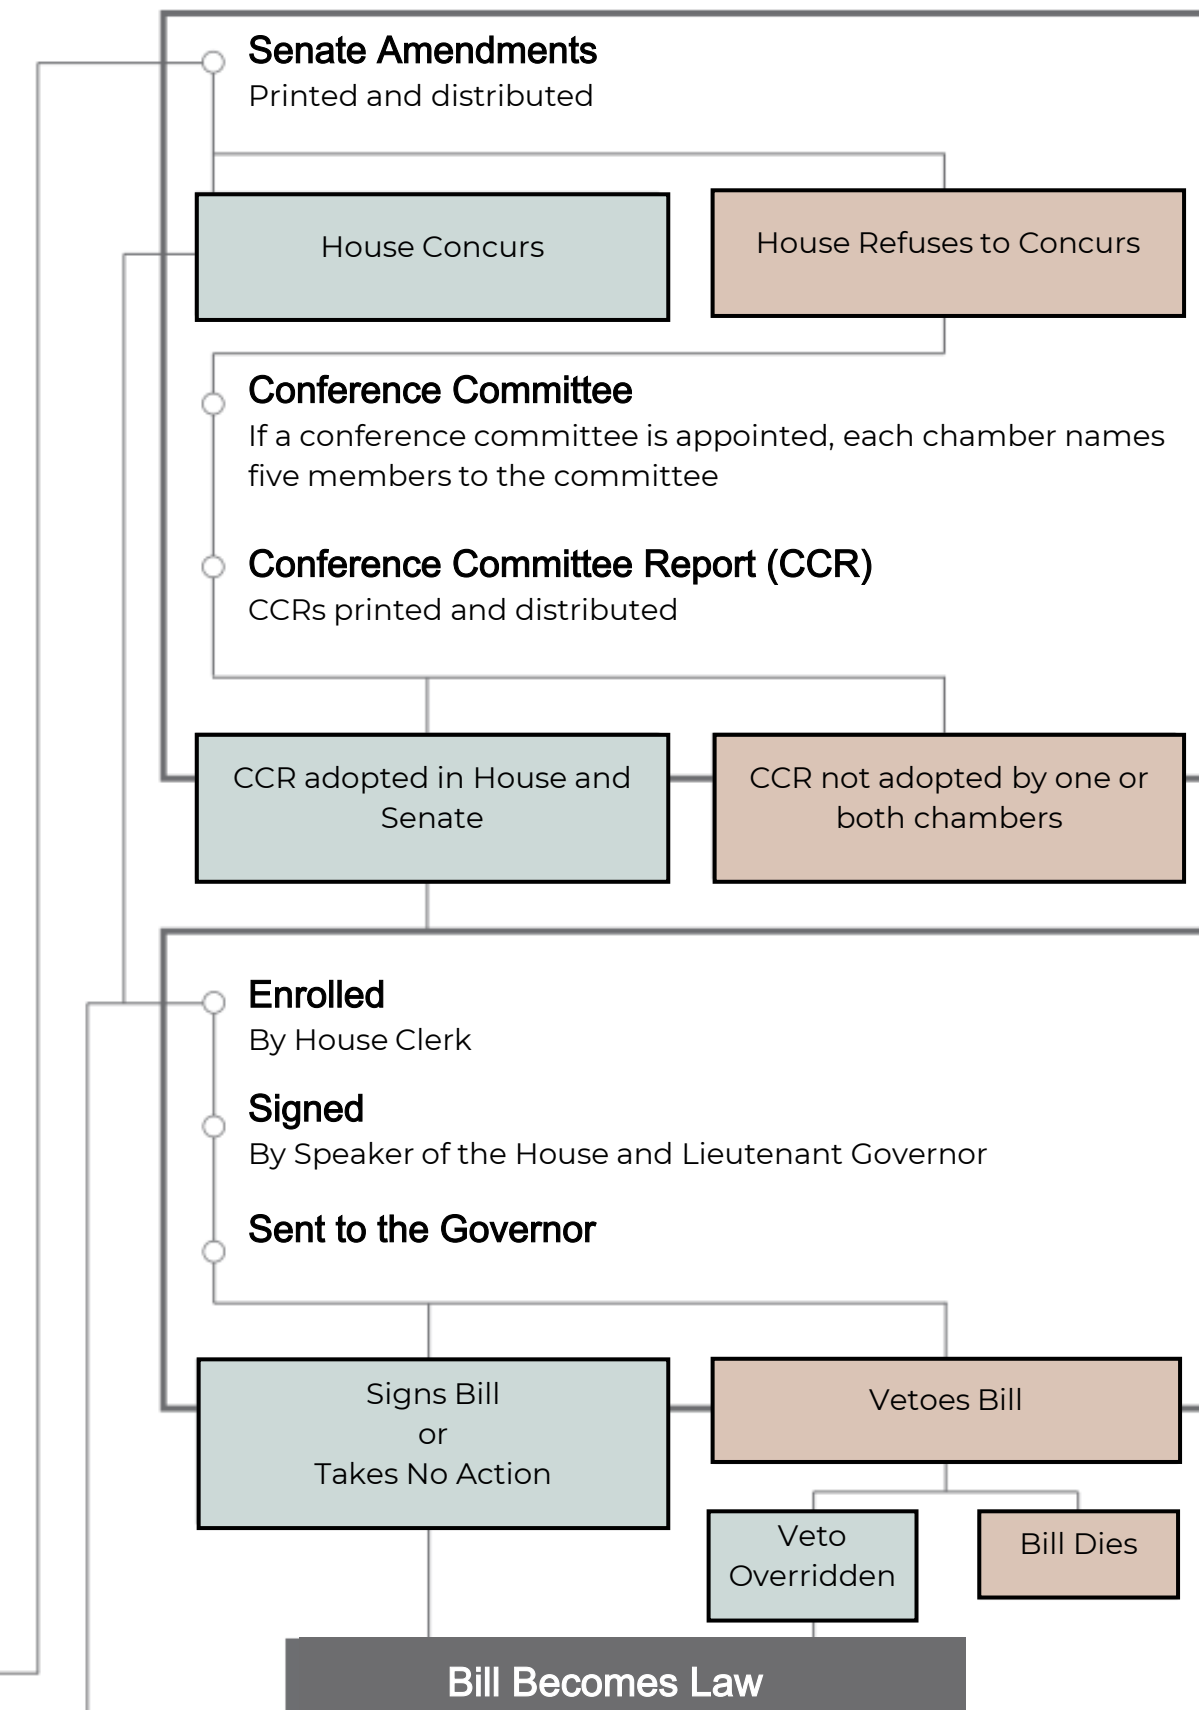 Senate Amendments
Printed and distributed
House Concurs
House Refuses to Concurs
Conference Committee
If a conference committee is appointed, each chamber names
five members to the committee
Conference Committee Report (CCR)
CCRs printed and distributed
CCR adopted in House and
Senate
CCR not adopted by one or
both chambers
Enrolled
By House Clerk
Signed
By Speaker of the House and Lieutenant Governor
Sent to the Governor
Signs Bill
or
Takes No Action
Vetoes Bill
Veto
Overridden
Bill Dies
Bill Becomes Law